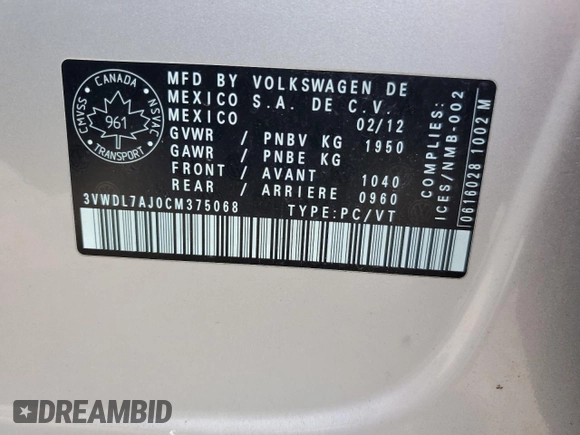 CANADA
CMVSS
NSVAC
961
TRANSPORT
MFD BY VOLKSWAGEN DE
MEXICO S.A. DE C.V.
MEXICO 02/12
GVWR / PNBV KG 1950
GAWR / PNBE KG
FRONT / AVANT 1040
REAR / ARRIERE 0960
3VWDL7AJ0CM375068 TYPE:PC/VT
COMPLIES:
ICES/NMB-002
0616028 1002 M
DREAMBID